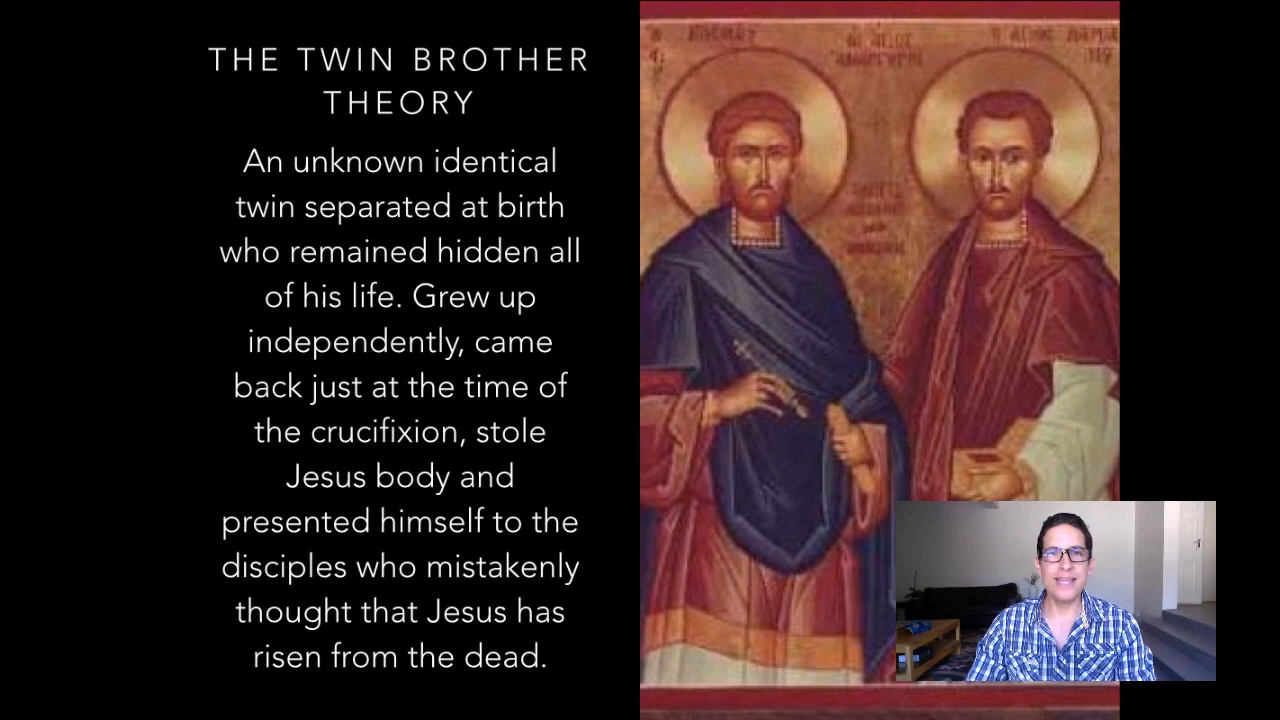 THE TWIN BROTHER
THEORY
An unknown identical
twin separated at birth
who remained hidden all
of his life. Grew up
independently, came
back just at the time of
the crucifixion, stole
Jesus body and
presented himself to the
disciples who mistakenly
thought that Jesus has
risen from the dead.